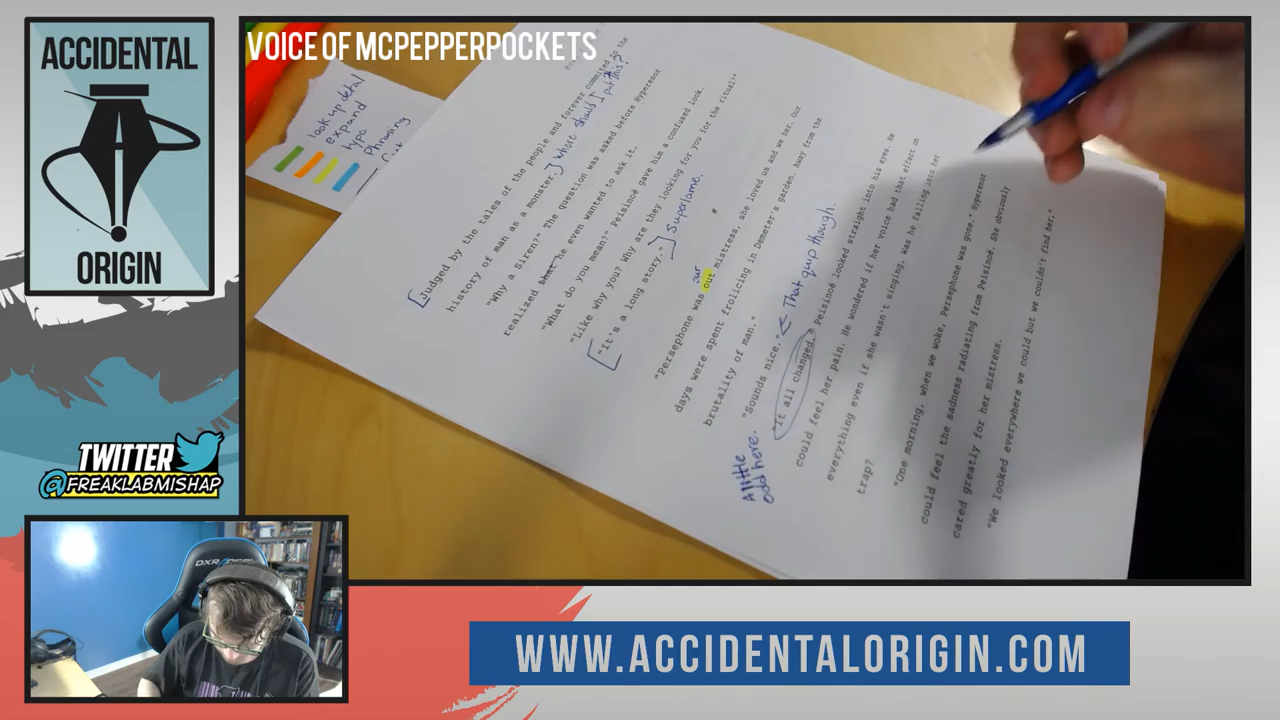 VOICE OF MCPEPPERPOCKETS
ACCIDENTAL
ORIGIN
look up detail
expand
type
Phrasing
Judged by the tales of the people and forever commited to the
history of man as a monster.
Where should I put this?
"Why a Siren?" The question was asked before Hyperenor
realized that he even wanted to ask it.
"What do you mean?" Peisinoë gave him a confused look.
"Like why you? Why are they looking for you for the ritual?"
"It's a long story."
Superlame.
our
"Persephone was out mistress, she loved us and we her. Our
days were spent frolicing in Demeter's garden. Away from the
brutality of man."
"Sounds nice."
← That quip though.
A little
odd here.
"It all changed." Peisinoë looked straight into his eyes. He
could feel her pain. He wondered if her voice had that effect on
everything even if she wasn't singing. Was he falling into her
trap?
"One morning, when we woke, Persephone was gone." Hyperenor
could feel the sadness radiating from Peisinoë. She obviously
cared greatly for her mistress.
"We looked everywhere we could but we couldn't find her,"
TWITTER
@FREAKLABMISHAP
DXR
WWW.ACCIDENTALORIGIN.COM